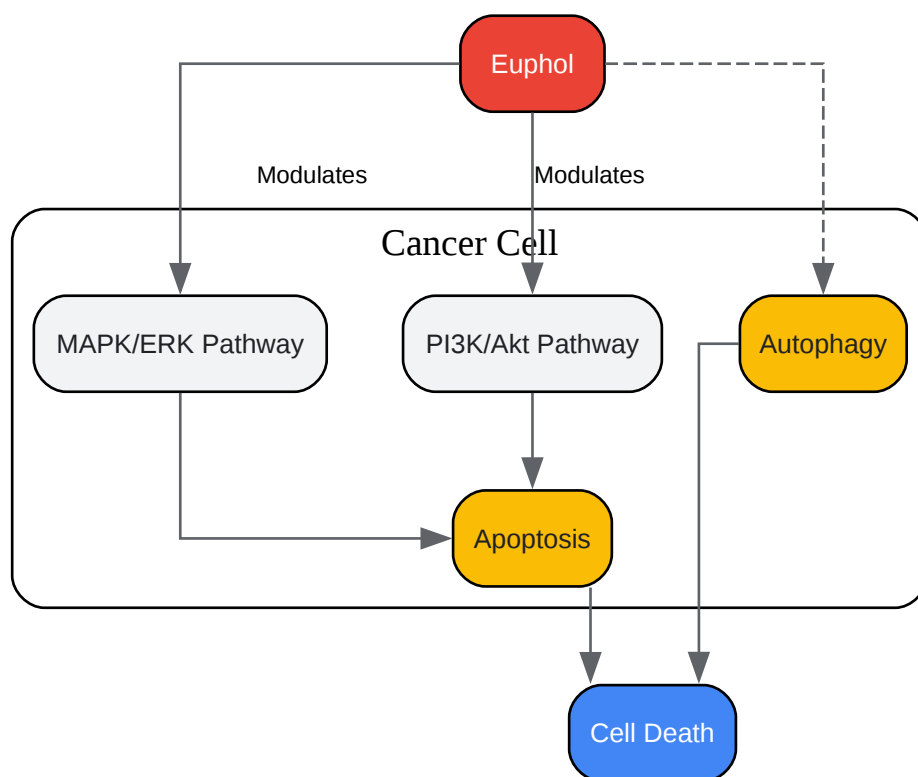 Euphol
Modulates
Modulates
Cancer Cell
MAPK/ERK Pathway
PI3K/Akt Pathway
Autophagy
Apoptosis
Cell Death